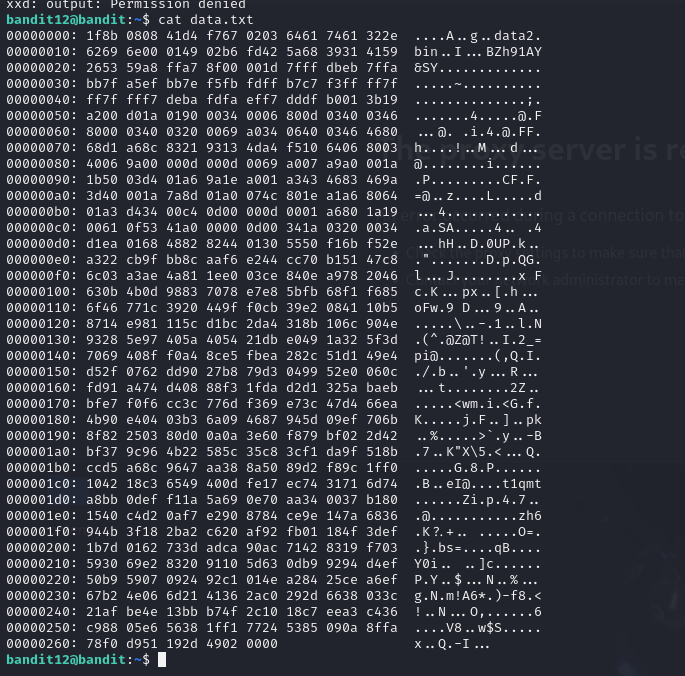 xxd: output: Permission denied
bandit12@bandit:~$ cat data.txt
00000000: 1f8b 0808 41d4 f767 0203 6461 7461 322e  ....A..g..data2.
00000010: 6269 6e00 0149 02b6 fd42 5a68 3931 4159  bin..I...BZh91AY
00000020: 2653 59a8 ffa7 8f00 001d 7fff dbeb 7ffa  &SY.............
00000030: bb7f a5ef bb7e f5fb fdff b7c7 f3ff ff7f  .....~..........
00000040: ff7f fff7 deba fdfa eff7 dddf b001 3b19  ..............;.
00000050: a200 d01a 0190 0034 0006 800d 0340 0346  .......4.....@.F
00000060: 8000 0340 0320 0069 a034 0640 0346 4680  ...@. .i.4.@.FF.
00000070: 68d1 a68c 8321 9313 4da4 f510 6406 8003  h....!..M...d...
00000080: 4006 9a00 000d 000d 0069 a007 a9a0 001a  @........i......
00000090: 1b50 03d4 01a6 9a1e a001 a343 4683 469a  .P.........CF.F.
000000a0: 3d40 001a 7a8d 01a0 074c 801e a1a6 8064  =@..z....L.....d
000000b0: 01a3 d434 00c4 0d00 000d 0001 a680 1a19  ...4............
000000c0: 0061 0f53 41a0 0000 0d00 341a 0320 0034  .a.SA.....4.. .4
000000d0: d1ea 0168 4882 8244 0130 5550 f16b f52e  ...hH..D.0UP.k..
000000e0: a322 cb9f bb8c aaf6 e244 cc70 b151 47c8  .".......D.p.QG.
000000f0: 6c03 a3ae 4a81 1ee0 03ce 840e a978 2046  l...J........x F
00000100: 630b 4b0d 9883 7078 e7e8 5bfb 68f1 f685  c.K...px..[.h...
00000110: 6f46 771c 3920 449f f0cb 39e2 0841 10b5  oFw.9 D...9..A..
00000120: 8714 e981 115c d1bc 2da4 318b 106c 904e  .....\..-.1..l.N
00000130: 9328 5e97 405a 4054 21db e049 1a32 5f3d  .(^.@Z@T!..I.2_=
00000140: 7069 408f f0a4 8ce5 fbea 282c 51d1 49e4  pi@.......(,Q.I.
00000150: d52f 0762 dd90 27b8 79d3 0499 52e0 060c  ./.b..'.y...R...
00000160: fd91 a474 d408 88f3 1fda d2d1 325a baeb  ...t........2Z..
00000170: bfe7 f0f6 cc3c 776d f369 e73c 47d4 66ea  .....<wm.i.<G.f.
00000180: 4b90 e404 03b3 6a09 4687 945d 09ef 706b  K.....j.F..]..pk
00000190: 8f82 2503 80d0 0a0a 3e60 f879 bf02 2d42  ..%.....>`.y..-B
000001a0: bf37 9c96 4b22 585c 35c8 3cf1 da9f 518b  .7..K"X\5.<...Q.
000001b0: ccd5 a68c 9647 aa38 8a50 89d2 f89c 1ff0  .....G.8.P......
000001c0: 1042 18c3 6549 400d fe17 ec74 3171 6d74  .B..eI@....t1qmt
000001d0: a8bb 0def f11a 5a69 0e70 aa34 0037 b180  ......Zi.p.4.7..
000001e0: 1540 c4d2 0af7 e290 8784 ce9e 147a 6836  .@...........zh6
000001f0: 944b 3f18 2ba2 c620 af92 fb01 184f 3def  .K?.+.. .....O=.
00000200: 1b7d 0162 733d adca 90ac 7142 8319 f703  .}.bs=....qB....
00000210: 5930 69e2 8320 9110 5d63 0db9 9294 d4ef  Y0i.. ..]c......
00000220: 50b9 5907 0924 92c1 014e a284 25ce a6ef  P.Y..$...N..%...
00000230: 67b2 4e06 6d21 4136 2ac0 292d 6638 033c  g.N.m!A6*.)-f8.<
00000240: 21af be4e 13bb b74f 2c10 18c7 eea3 c436  !..N...O,......6
00000250: c988 05e6 5638 1ff1 7724 5385 090a 8ffa  ....V8..w$S.....
00000260: 78f0 d951 192d 4902 0000                 x..Q.-I...
bandit12@bandit:~$